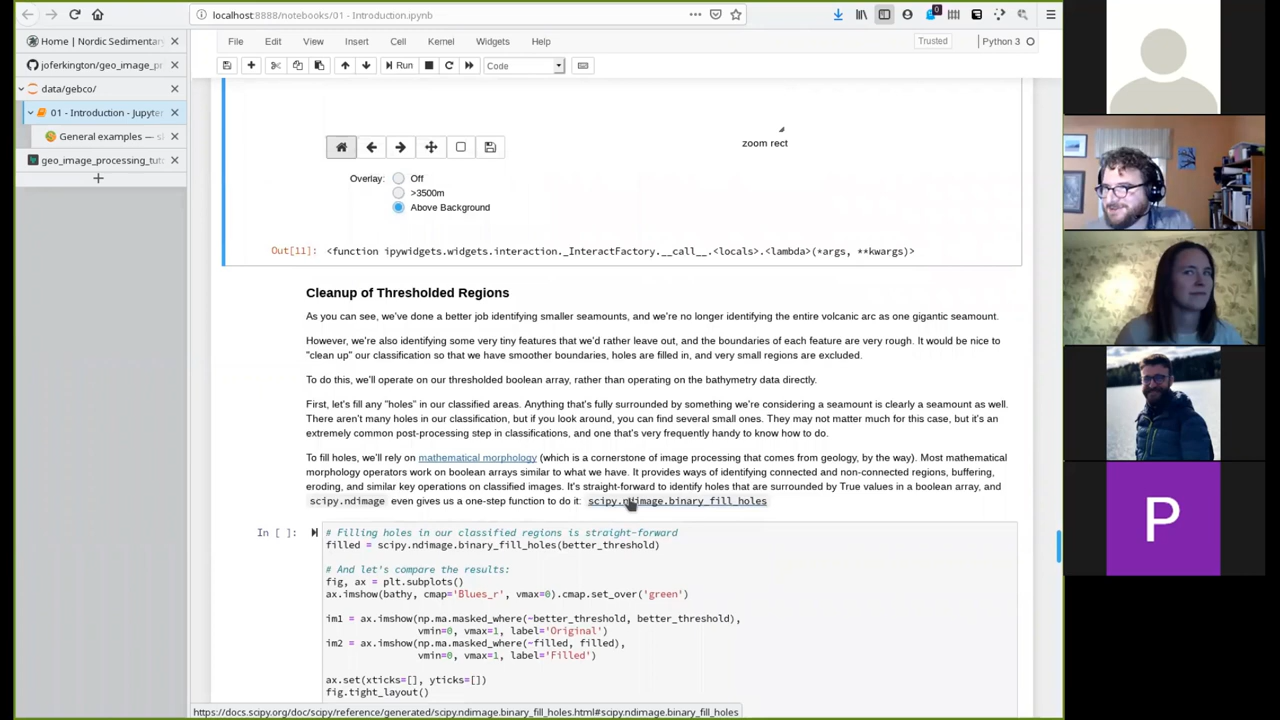 localhost:8888/notebooks/01 - Introduction.ipynb
Home | Nordic Sedimentary
joferkington/geo_image_pr
data/gebco/
01 - Introduction - Jupyter
General examples — s
geo_image_processing_tut
File Edit View Insert Cell Kernel Widgets Help Trusted Python 3
Run Code
zoom rect
Overlay: Off
>3500m
Above Background
Out[11]: <function ipywidgets.widgets.interaction._InteractFactory.__call__.<locals>.<lambda>(*args, **kwargs)>
Cleanup of Thresholded Regions
As you can see, we've done a better job identifying smaller seamounts, and we're no longer identifying the entire volcanic arc as one gigantic seamount.
However, we're also identifying some very tiny features that we'd rather leave out, and the boundaries of each feature are very rough. It would be nice to
"clean up" our classification so that we have smoother boundaries, holes are filled in, and very small regions are excluded.
To do this, we'll operate on our thresholded boolean array, rather than operating on the bathymetry data directly.
First, let's fill any "holes" in our classified areas. Anything that's fully surrounded by something we're considering a seamount is clearly a seamount as well.
There aren't many holes in our classification, but if you look around, you can find several small ones. They may not matter much for this case, but it's an
extremely common post-processing step in classifications, and one that's very frequently handy to know how to do.
To fill holes, we'll rely on mathematical morphology (which is a cornerstone of image processing that comes from geology, by the way). Most mathematical
morphology operators work on boolean arrays similar to what we have. It provides ways of identifying connected and non-connected regions, buffering,
eroding, and similar key operations on classified images. It's straight-forward to identify holes that are surrounded by True values in a boolean array, and
scipy.ndimage even gives us a one-step function to do it: scipy.ndimage.binary_fill_holes
In [ ]: # Filling holes in our classified regions is straight-forward
filled = scipy.ndimage.binary_fill_holes(better_threshold)
# And let's compare the results:
fig, ax = plt.subplots()
ax.imshow(bathy, cmap='Blues_r', vmax=0).cmap.set_over('green')
im1 = ax.imshow(np.ma.masked_where(~better_threshold, better_threshold),
vmin=0, vmax=1, label='Original')
im2 = ax.imshow(np.ma.masked_where(~filled, filled),
vmin=0, vmax=1, label='Filled')
ax.set(xticks=[], yticks=[])
fig.tight_layout()
https://docs.scipy.org/doc/scipy/reference/generated/scipy.ndimage.binary_fill_holes.html#scipy.ndimage.binary_fill_holes
P